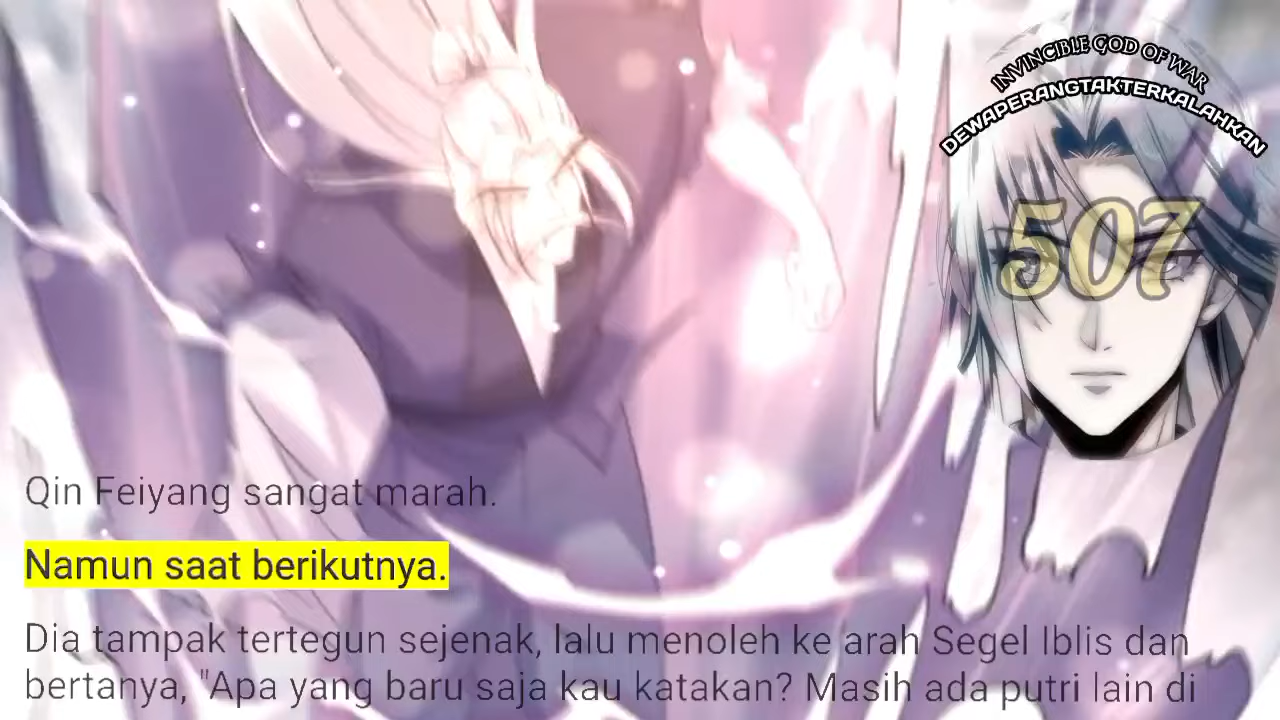 INVINCIBLE GOD OF WAR
DEWAPERANGTAKTERKALAHKAN
507
Qin Feiyang sangat marah.
Namun saat berikutnya.
Dia tampak tertegun sejenak, lalu menoleh ke arah Segel Iblis dan
bertanya, "Apa yang baru saja kau katakan? Masih ada putri lain di